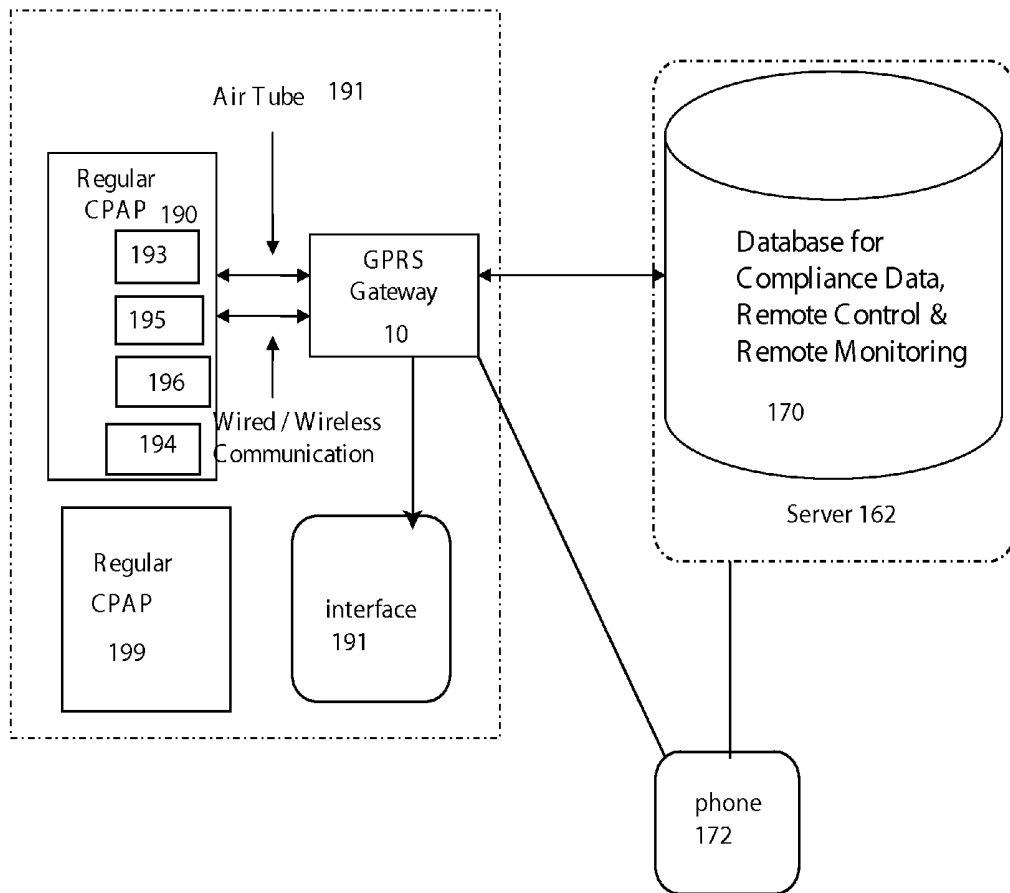 Air Tube 191
Regular
CPAP 190
193
195
196
194
GPRS
Gateway
10
Wired / Wireless
Communication
Database for
Compliance Data,
Remote Control &
Remote Monitoring
170
Server 162
Regular
CPAP
199
interface
191
phone
172